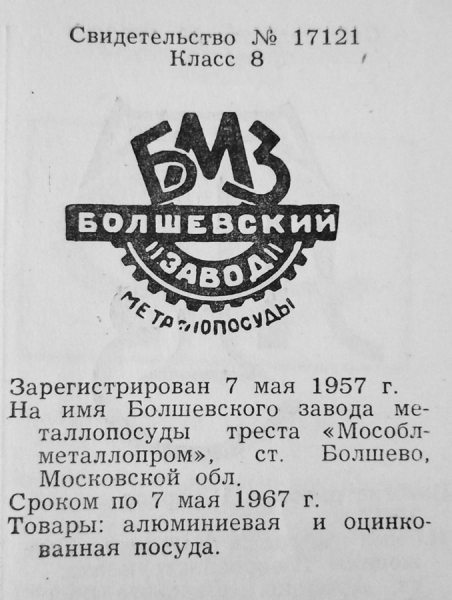 Свидетельство № 17121
Класс 8
БМЗ
БОЛШЕВСКИЙ
"ЗАВОД"
МЕТАЛЛОПОСУДЫ
Зарегистрирован 7 мая 1957 г.
На имя Болшевского завода ме-
таллопосуды треста «Мособл-
металлопром», ст. Болшево,
Московской обл.
Сроком по 7 мая 1967 г.
Товары: алюминиевая и оцинко-
ванная посуда.